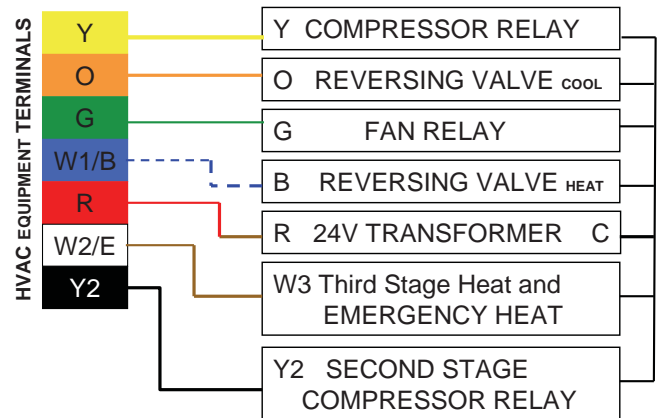 HVAC EQUIPMENT TERMINALS
Y
O
G
W1/B
R
W2/E
Y2
Y COMPRESSOR RELAY
O REVERSING VALVE COOL
G FAN RELAY
B REVERSING VALVE HEAT
R 24V TRANSFORMER C
W3 Third Stage Heat and
EMERGENCY HEAT
Y2 SECOND STAGE
COMPRESSOR RELAY